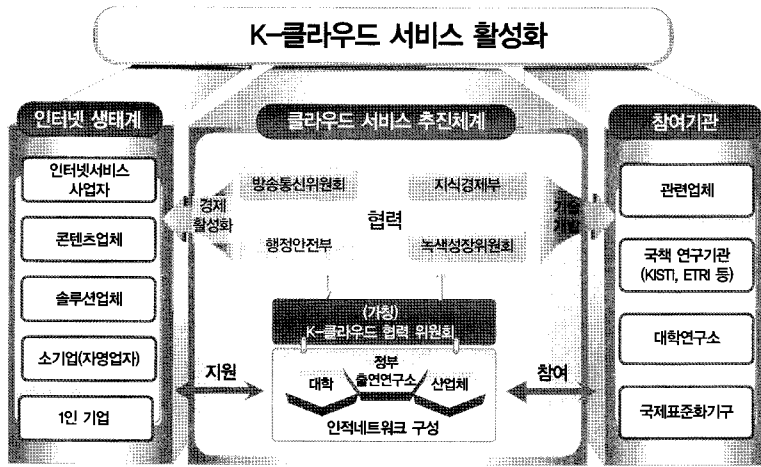 K-클라우드 서비스 활성화
인터넷 생태계
인터넷서비스
사업자
콘텐츠업체
솔루션업체
소기업(자영업자)
1인 기업
경제
활성화
지원
클라우드 서비스 추진체계
방송통신위원회
지식경제부
협력
행정안전부
녹색성장위원회
(가칭)
K-클라우드 협력 위원회
대학
정부
출연연구소
산업체
인적네트워크 구성
기술
개발
참여
참여기관
관련업체
국책 연구기관
(KISTI, ETRI 등)
대학연구소
국제표준화기구